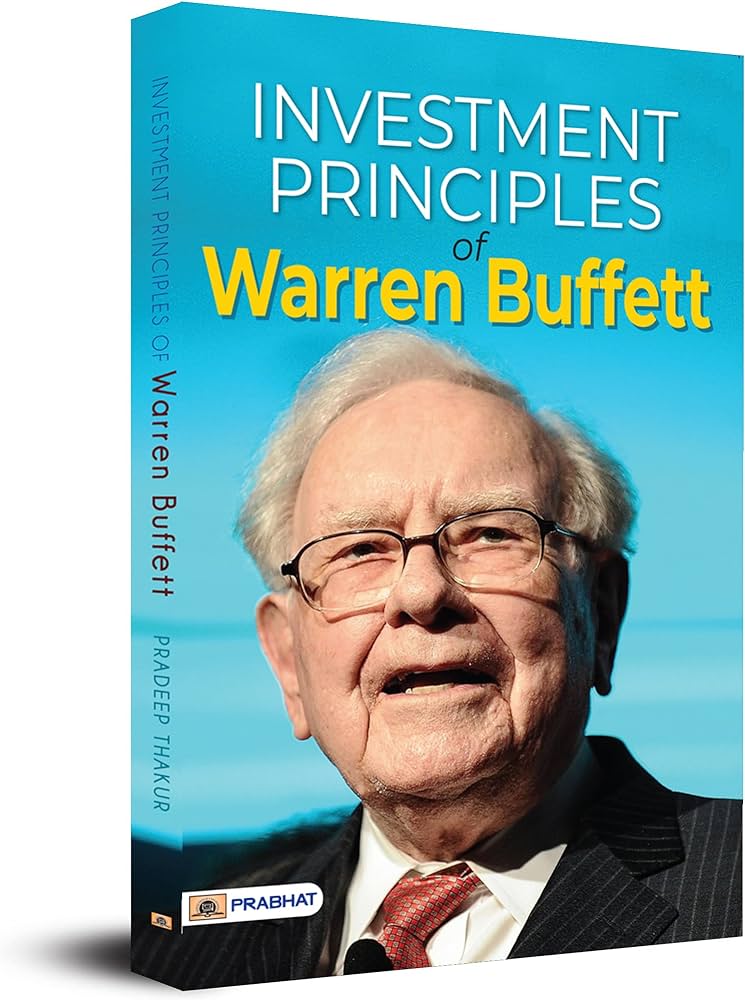 INVESTMENT
PRINCIPLES
of
Warren Buffett
PRABHAT
INVESTMENT PRINCIPLES OF Warren Buffett PRADEEP THAKUR